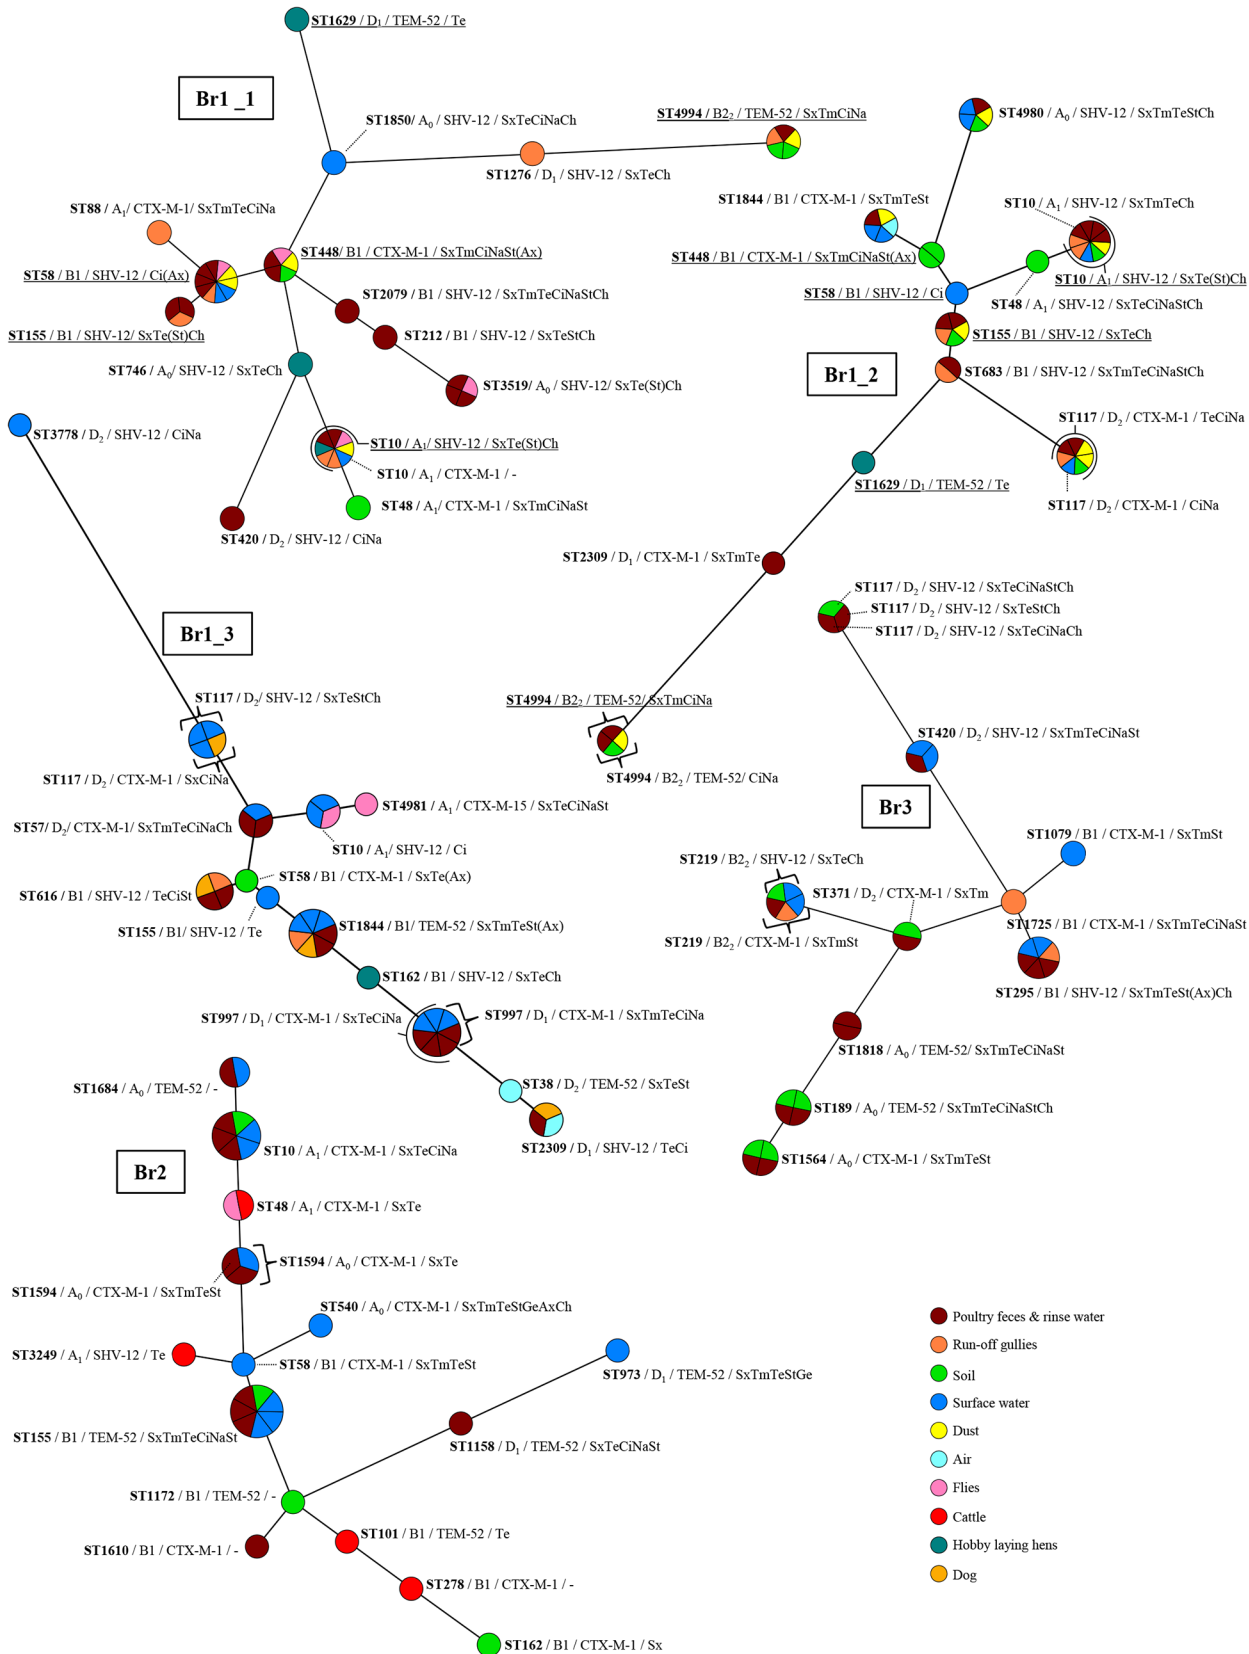 ST1629 / D1 / TEM-52 / Te
Br1 _1
ST1850/ A0 / SHV-12 / SxTeCiNaCh
ST4994 / B22 / TEM-52 / SxTmCiNa
ST1276 / D1 / SHV-12 / SxTeCh
ST88 / A1/ CTX-M-1/ SxTmTeCiNa
ST58 / B1 / SHV-12 / Ci(Ax)
ST448/ B1 / CTX-M-1 / SxTmCiNaSt(Ax)
ST155 / B1 / SHV-12/ SxTe(St)Ch
ST2079 / B1 / SHV-12 / SxTmTeCiNaStCh
ST212 / B1 / SHV-12 / SxTeStCh
ST746 / A0/ SHV-12 / SxTeCh
ST3519/ A0 / SHV-12/ SxTe(St)Ch
ST10 / A1/ SHV-12 / SxTe(St)Ch
ST10 / A1 / CTX-M-1 / -
ST48 / A1/ CTX-M-1 / SxTmCiNaSt
ST420 / D2 / SHV-12 / CiNa
ST4980 / A0 / SHV-12 / SxTmTeStCh
ST1844 / B1 / CTX-M-1 / SxTmTeSt
ST10 / A1 / SHV-12 / SxTmTeCh
ST448 / B1 / CTX-M-1 / SxTmCiNaSt(Ax)
ST10 / A1 / SHV-12 / SxTe(St)Ch
ST58 / B1 / SHV-12 / Ci
ST48 / A1 / SHV-12 / SxTeCiNaStCh
ST155 / B1 / SHV-12 / SxTeCh
Br1_2
ST683 / B1 / SHV-12 / SxTmTeCiNaStCh
ST117 / D2 / CTX-M-1 / TeCiNa
ST1629 / D1 / TEM-52 / Te
ST117 / D2 / CTX-M-1 / CiNa
ST2309 / D1 / CTX-M-1 / SxTmTe
ST4994 / B22 / TEM-52/ SxTmCiNa
ST4994 / B22 / TEM-52/ CiNa
ST3778 / D2 / SHV-12 / CiNa
Br1_3
ST117 / D2/ SHV-12 / SxTeStCh
ST117 / D2 / CTX-M-1 / SxCiNa
ST57/ D2/ CTX-M-1/ SxTmTeCiNaCh
ST4981 / A1 / CTX-M-15 / SxTeCiNaSt
ST10 / A1/ SHV-12 / Ci
ST58 / B1 / CTX-M-1 / SxTe(Ax)
ST616 / B1 / SHV-12 / TeCiSt
ST155 / B1/ SHV-12 / Te
ST1844 / B1/ TEM-52 / SxTmTeSt(Ax)
ST162 / B1 / SHV-12 / SxTeCh
ST997 / D1 / CTX-M-1 / SxTeCiNa
ST997 / D1 / CTX-M-1 / SxTmTeCiNa
ST38 / D2 / TEM-52 / SxTeSt
ST2309 / D1 / SHV-12 / TeCi
ST117 / D2 / SHV-12 / SxTeCiNaStCh
ST117 / D2 / SHV-12 / SxTeStCh
ST117 / D2 / SHV-12 / SxTeCiNaCh
ST420 / D2 / SHV-12 / SxTmTeCiNaSt
Br3
ST1079 / B1 / CTX-M-1 / SxTmSt
ST219 / B22 / SHV-12 / SxTeCh
ST371 / D2 / CTX-M-1 / SxTm
ST219 / B22 / CTX-M-1 / SxTmSt
ST1725 / B1 / CTX-M-1 / SxTmTeCiNaSt
ST295 / B1 / SHV-12 / SxTmTeSt(Ax)Ch
ST1818 / A0 / TEM-52/ SxTmTeCiNaSt
ST189 / A0 / TEM-52 / SxTmTeCiNaStCh
ST1564 / A0 / CTX-M-1 / SxTmTeSt
ST1684 / A0 / TEM-52 / -
Br2
ST10 / A1 / CTX-M-1 / SxTeCiNa
ST48 / A1 / CTX-M-1 / SxTe
ST1594 / A0 / CTX-M-1 / SxTe
ST1594 / A0 / CTX-M-1 / SxTmTeSt
ST540 / A0 / CTX-M-1 / SxTmTeStGeAxCh
ST3249 / A1 / SHV-12 / Te
ST58 / B1 / CTX-M-1 / SxTmTeSt
ST973 / D1 / TEM-52 / SxTmTeStGe
ST155 / B1 / TEM-52 / SxTmTeCiNaSt
ST1158 / D1 / TEM-52 / SxTeCiNaSt
ST1172 / B1 / TEM-52 / -
ST101 / B1 / TEM-52 / Te
ST1610 / B1 / CTX-M-1 / -
ST278 / B1 / CTX-M-1 / -
ST162 / B1 / CTX-M-1 / Sx
Poultry feces & rinse water
Run-off gullies
Soil
Surface water
Dust
Air
Flies
Cattle
Hobby laying hens
Dog